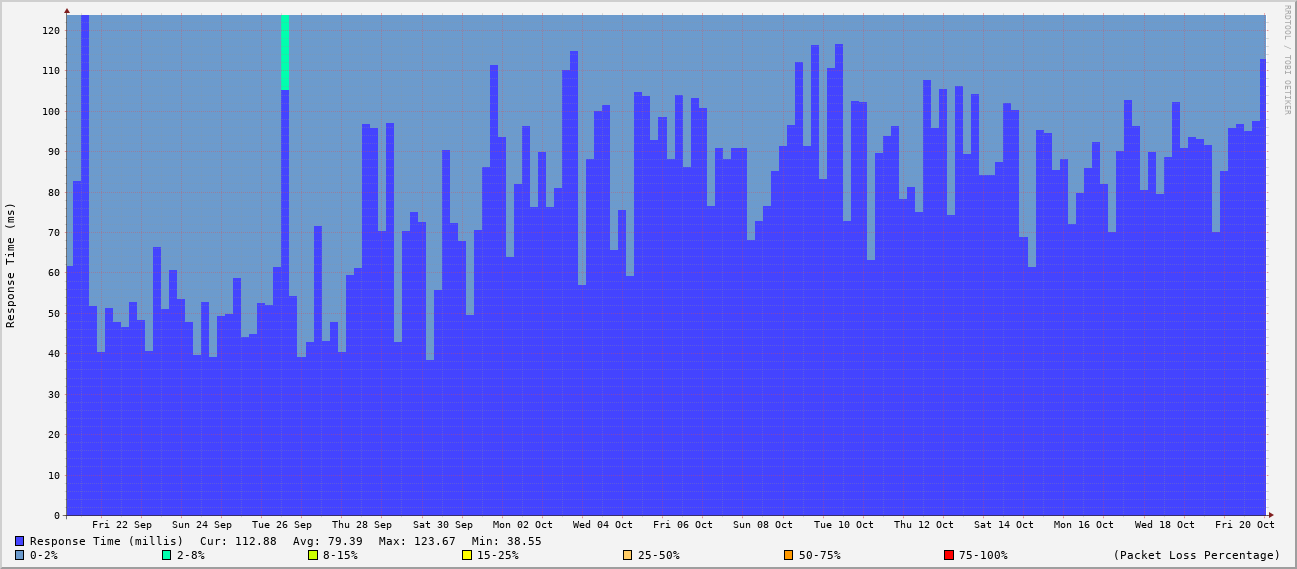 RRDTOOL / TOBI OETIKER
Response Time (ms)
120
110
100
90
80
70
60
50
40
30
20
10
0
Fri 22 Sep Sun 24 Sep Tue 26 Sep Thu 28 Sep Sat 30 Sep Mon 02 Oct Wed 04 Oct Fri 06 Oct Sun 08 Oct Tue 10 Oct Thu 12 Oct Sat 14 Oct Mon 16 Oct Wed 18 Oct Fri 20 Oct
Response Time (millis) Cur: 112.88 Avg: 79.39 Max: 123.67 Min: 38.55
0-2% 2-8% 8-15% 15-25% 25-50% 50-75% 75-100% (Packet Loss Percentage)